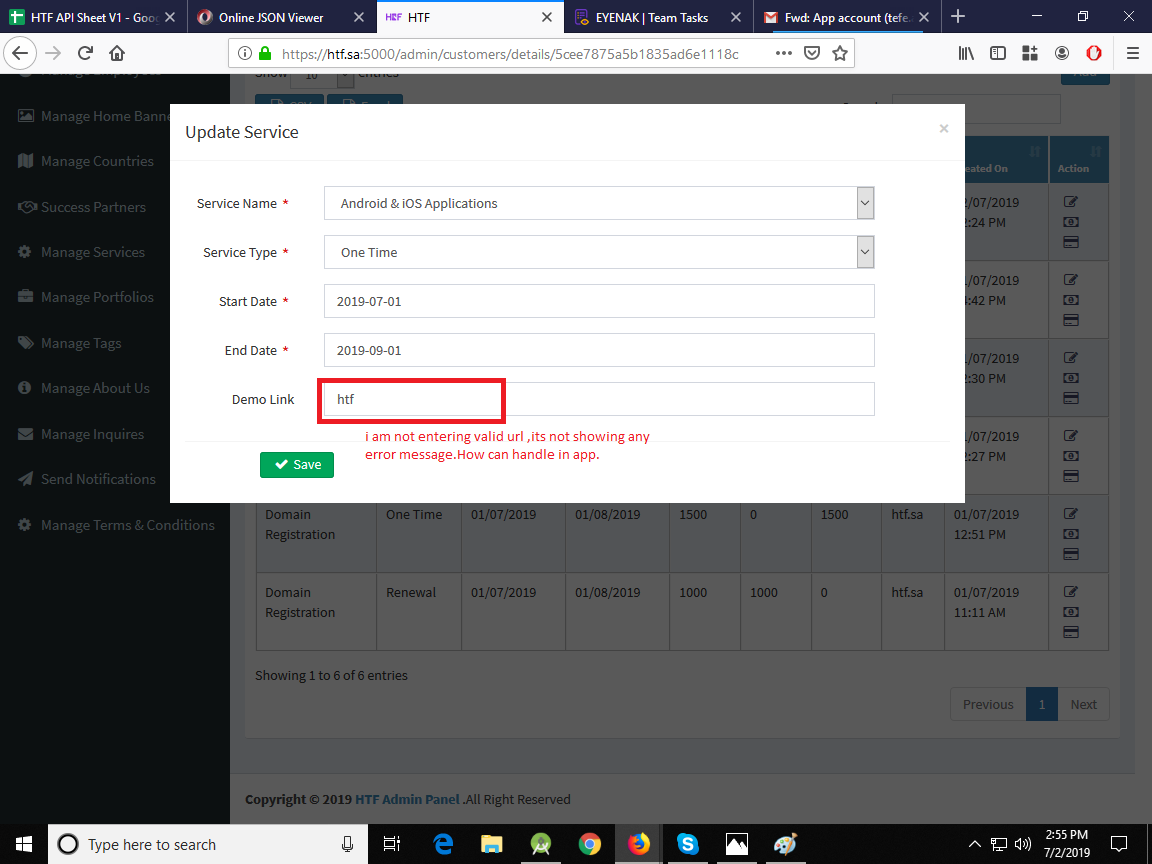 HTF API Sheet V1 - Goo
Online JSON Viewer
HTF HTF
EYENAK | Team Tasks
Fwd: App account (tefe
https://htf.sa:5000/admin/customers/details/5cee7875a5b1835ad6e1118c
Show 10 entries
Manage Home Banne
Manage Countries
Success Partners
Manage Services
Manage Portfolios
Manage Tags
Manage About Us
Manage Inquires
Send Notifications
Manage Terms & Conditions
Update Service ×
Service Name *
Android & iOS Applications
Service Type *
One Time
Start Date *
2019-07-01
End Date *
2019-09-01
Demo Link
htf
i am not entering valid url ,its not showing any
error message.How can handle in app.
Save
eated On Action
2/07/2019
2:24 PM
1/07/2019
:42 PM
1/07/2019
:30 PM
1/07/2019
:27 PM
Domain Registration One Time 01/07/2019 01/08/2019 1500 0 1500 htf.sa 01/07/2019 12:51 PM
Domain Registration Renewal 01/07/2019 01/08/2019 1000 1000 0 htf.sa 01/07/2019 11:11 AM
Showing 1 to 6 of 6 entries
Previous 1 Next
Copyright © 2019 HTF Admin Panel .All Right Reserved
Type here to search
2:55 PM
7/2/2019